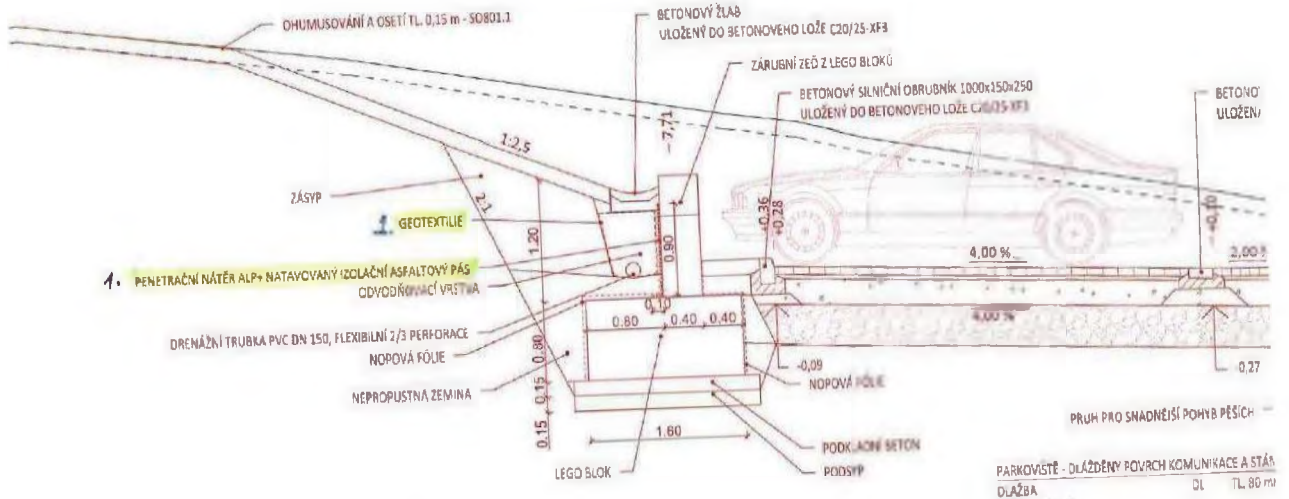 OHUMUSOVÁNÍ A OSETÍ TL. 0,15 m - SO801.1
BETONOVÝ ŽLAB
ULOŽENÝ DO BETONOVEHO LOŽE C20/25-XF3
ZÁRUBNÍ ZEĎ Z LEGO BLOKŮ
BETONOVÝ SILNIČNÍ OBRUBNÍK 1000x150x250
ULOŽENÝ DO BETONOVEHO LOŽE C20/25-XF3
BETONO
ULOŽEN
1:2,5
7,71
ZÁSYP
2:1
1. GEOTEXTILIE
1.20
0.90
+0,36
+0,28
4,00 %
+0,10
2,00 %
1. PENETRAČNÍ NÁTĚR ALP+ NATAVOVANÝ IZOLAČNÍ ASFALTOVÝ PÁS
ODVODŇOVACÍ VRSTVA
0.10
DRENÁŽNÍ TRUBKA PVC DN 150, FLEXIBILNÍ 2/3 PERFORACE
NOPOVÁ FÓLIE
0.80
0.80 0.40 0.40
4,00 %
-0,09
-0,27
NEPROPUSTNÁ ZEMINA
NOPOVÁ FÓLIE
0.15
0.15
1.60
PRUH PRO SNADNĚJŠÍ POHYB PĚŠÍCH
PODKLADNÍ BETON
LEGO BLOK
PODSYP
PARKOVIŠTĚ - DLÁŽDĚNÝ POVRCH KOMUNIKACE A STÁN
DLAŽBA DL TL. 80 m